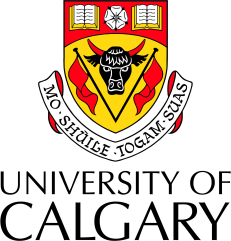 MO · SHÙILE · TOGAM · SUAS
UNIVERSITY OF
CALGARY